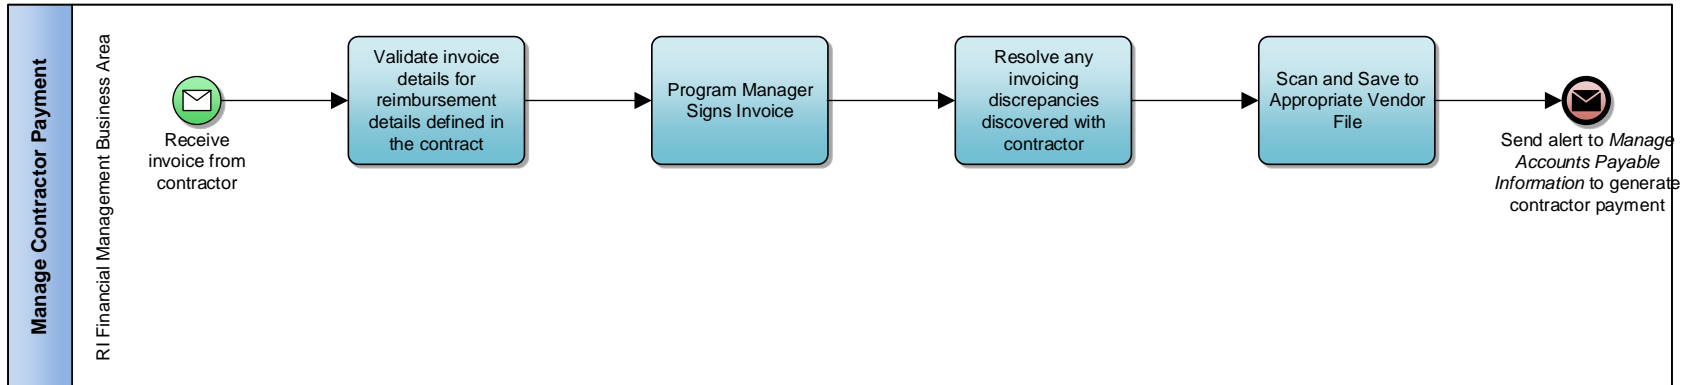 Manage Contractor Payment
RI Financial Management Business Area
Receive
invoice from
contractor
Validate invoice
details for
reimbursement
details defined in
the contract
Program Manager
Signs Invoice
Resolve any
invoicing
discrepancies
discovered with
contractor
Scan and Save to
Appropriate Vendor
File
Send alert to Manage
Accounts Payable
Information to generate
contractor payment